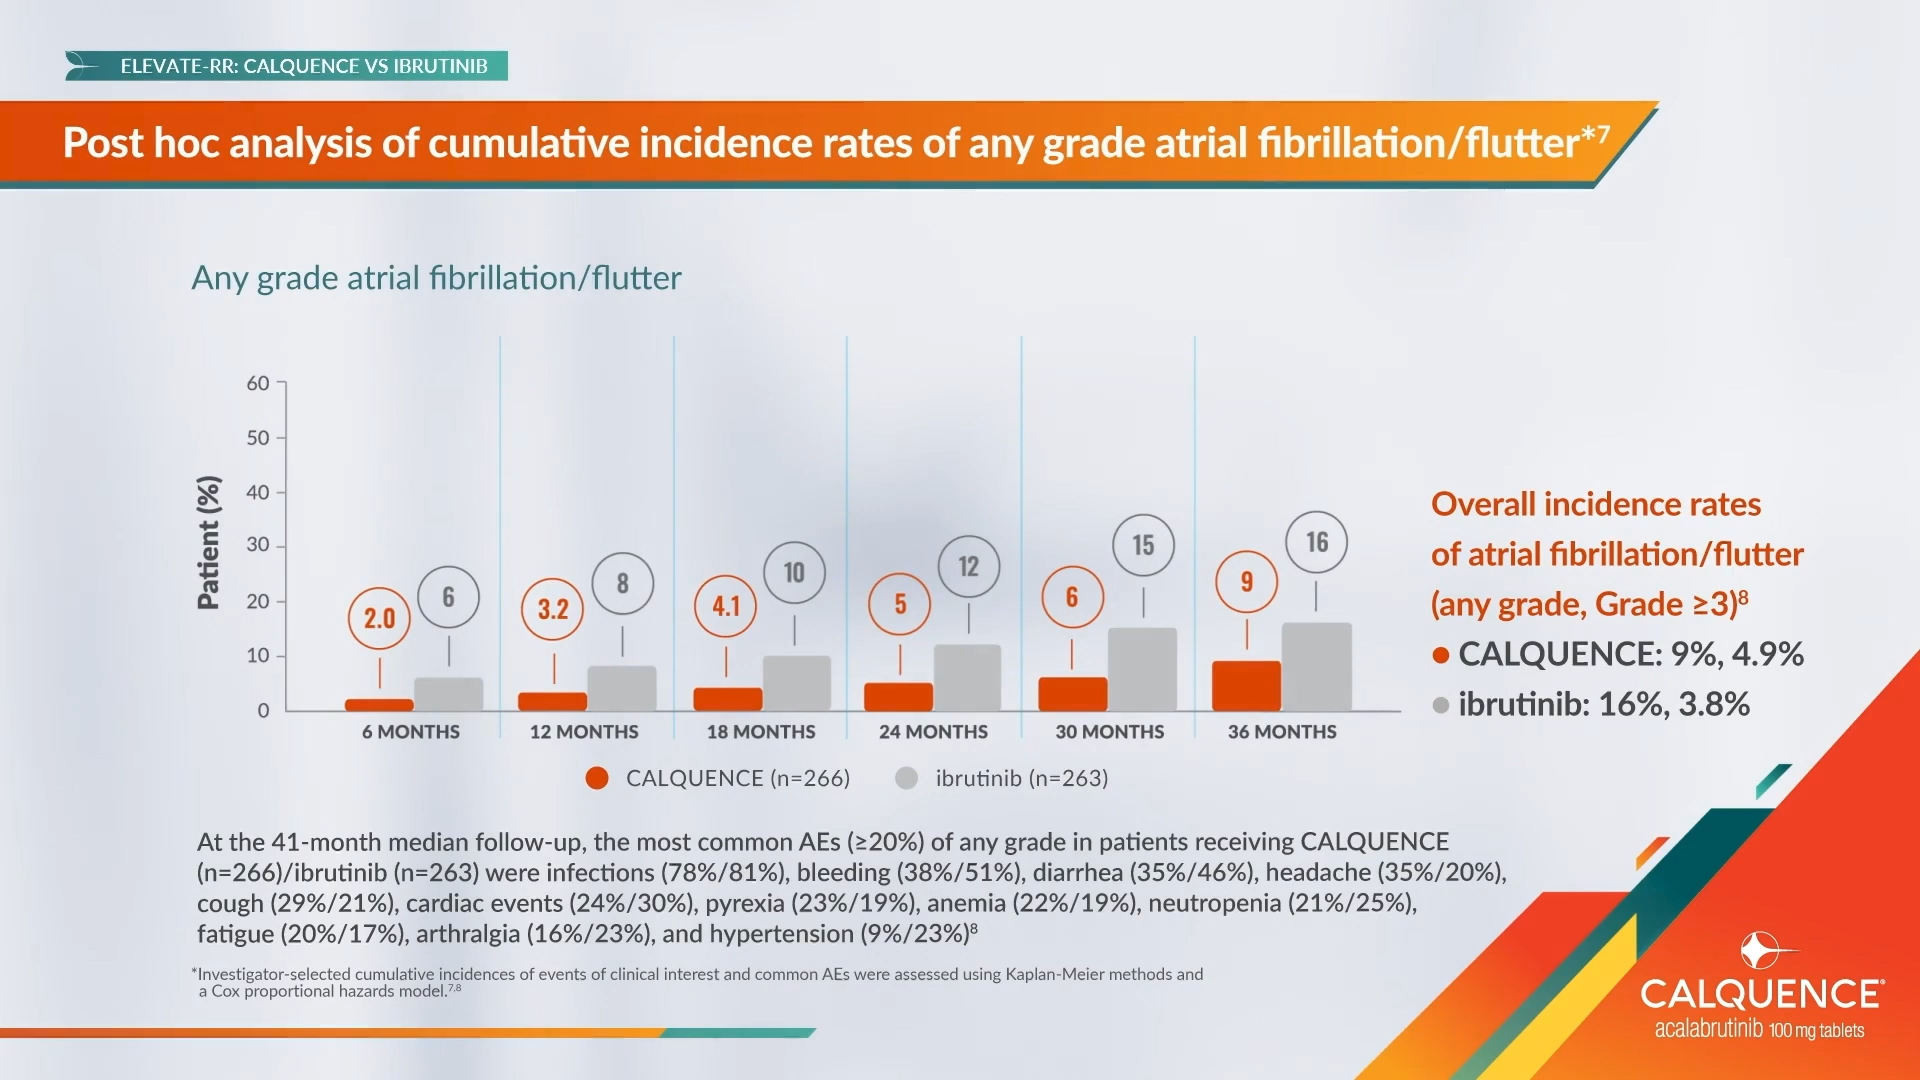 ELEVATE-RR: CALQUENCE VS IBRUTINIB
Post hoc analysis of cumulative incidence rates of any grade atrial fibrillation/flutter*7
Any grade atrial fibrillation/flutter
Patient (%)
60
50
40
30
20
10
0
2.0
6
3.2
8
4.1
10
5
12
6
15
9
16
6 MONTHS
12 MONTHS
18 MONTHS
24 MONTHS
30 MONTHS
36 MONTHS
CALQUENCE (n=266)
ibrutinib (n=263)
Overall incidence rates
of atrial fibrillation/flutter
(any grade, Grade ≥3)8
● CALQUENCE: 9%, 4.9%
● ibrutinib: 16%, 3.8%
At the 41-month median follow-up, the most common AEs (≥20%) of any grade in patients receiving CALQUENCE
(n=266)/ibrutinib (n=263) were infections (78%/81%), bleeding (38%/51%), diarrhea (35%/46%), headache (35%/20%),
cough (29%/21%), cardiac events (24%/30%), pyrexia (23%/19%), anemia (22%/19%), neutropenia (21%/25%),
fatigue (20%/17%), arthralgia (16%/23%), and hypertension (9%/23%)8
*Investigator-selected cumulative incidences of events of clinical interest and common AEs were assessed using Kaplan-Meier methods and
a Cox proportional hazards model.7,8
CALQUENCE®
acalabrutinib 100 mg tablets